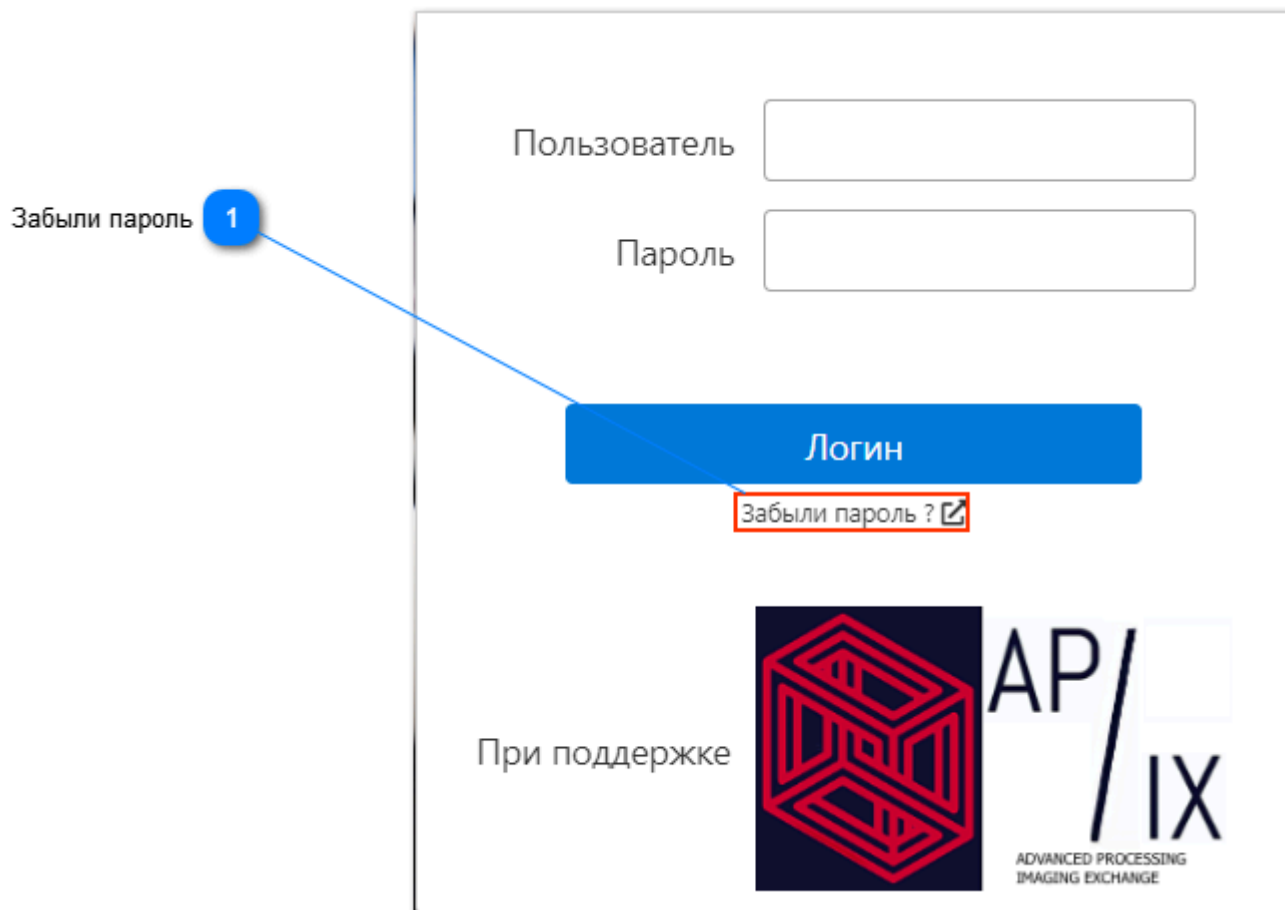 Пользователь
Забыли пароль 1
Пароль
Логин
Забыли пароль ?
При поддержке
AP/IX
ADVANCED PROCESSING
IMAGING EXCHANGE